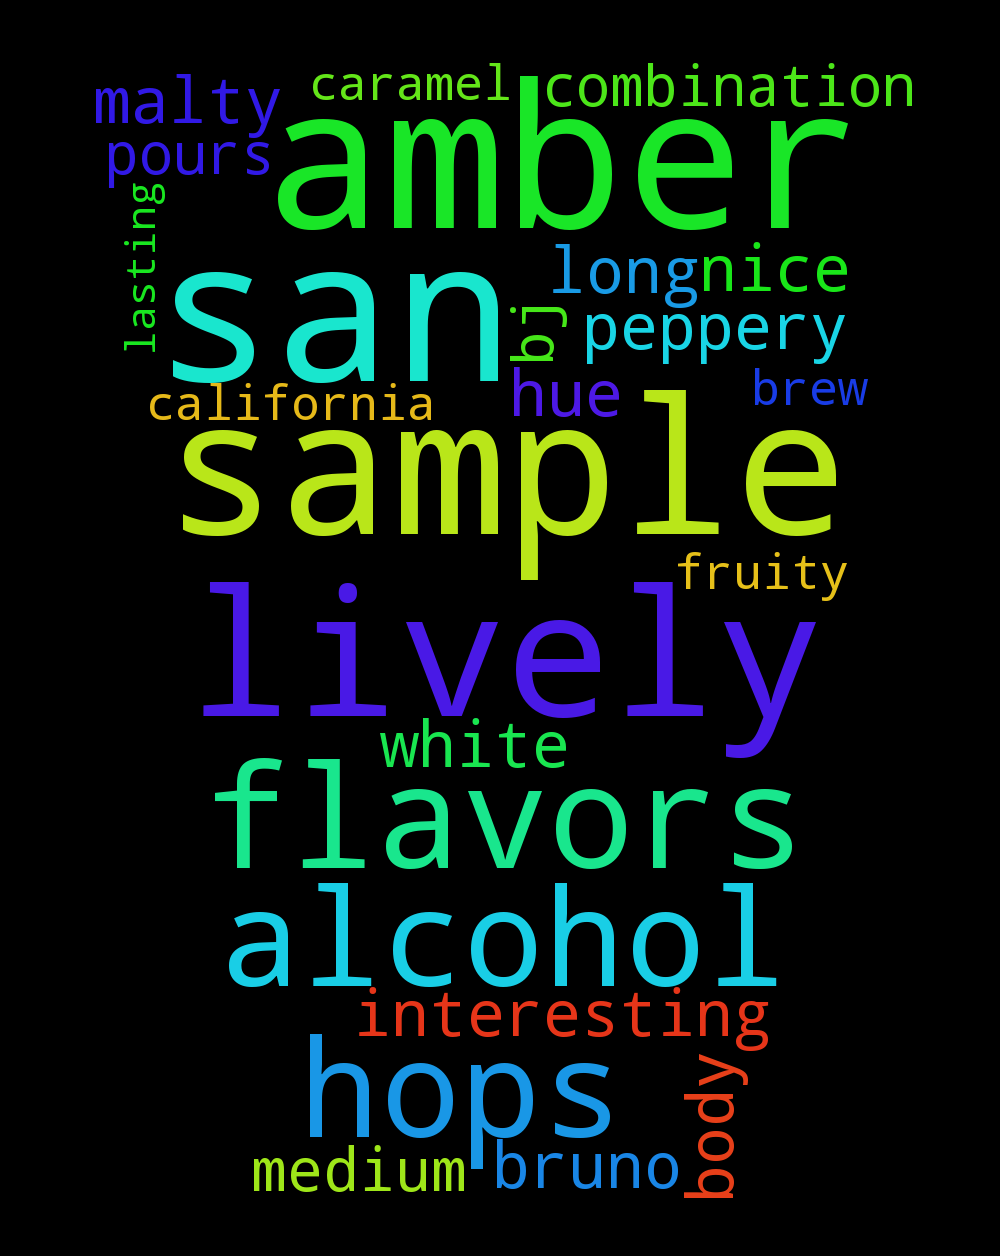 caramel combination
malty
amber
pours
lasting
san
long nice
bj
peppery
hue
brew
california
sample
fruity
lively
white
flavors
alcohol
interesting
hops
body
medium
bruno